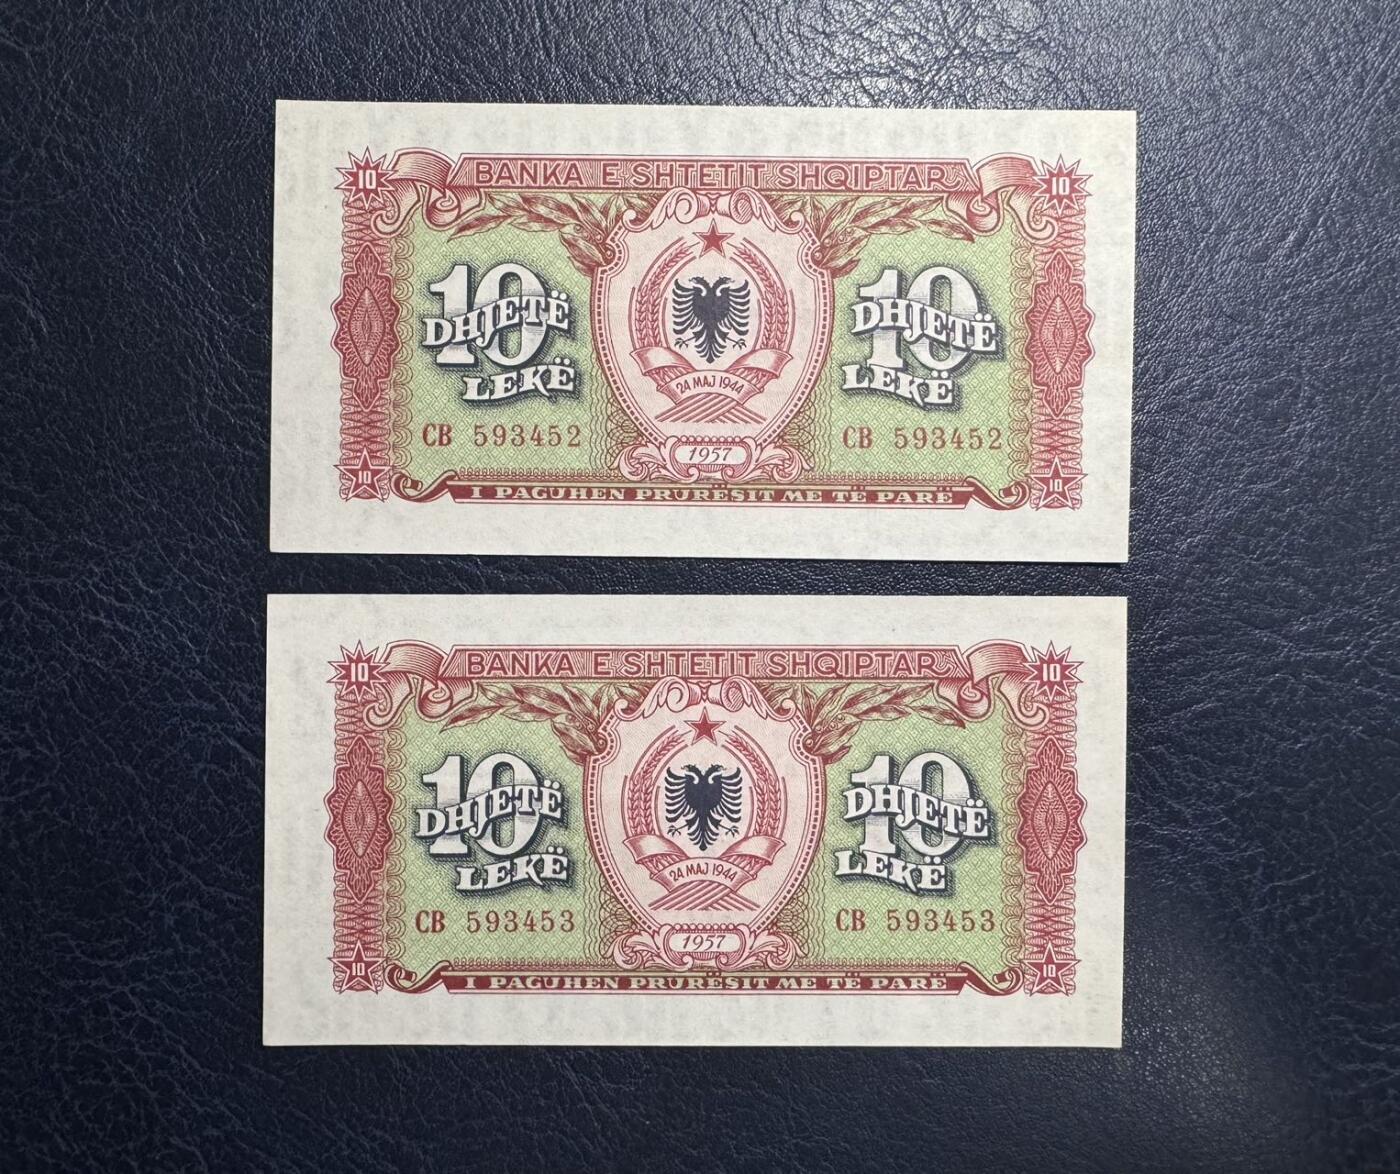 10 BANKA E SHTETIT SHQIPTAR 10
10 10
DHJETË DHJETË
LEKË LEKË
24 MAJ 1944
CB 593452 CB 593452
1957
10 I PAGUHEN PRURËSIT ME TË PARË 10
10 BANKA E SHTETIT SHQIPTAR 10
10 10
DHJETË DHJETË
LEKË LEKË
24 MAJ 1944
CB 593453 CB 593453
1957
10 I PAGUHEN PRURËSIT ME TË PARË 10